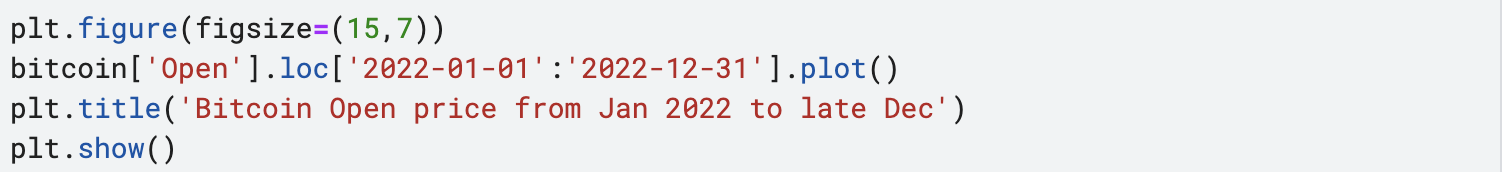 plt.figure(figsize=(15,7))
bitcoin['Open'].loc['2022-01-01':'2022-12-31'].plot()
plt.title('Bitcoin Open price from Jan 2022 to late Dec')
plt.show()